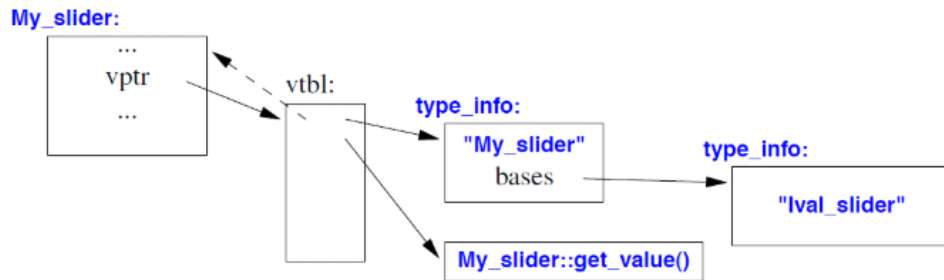 My_slider:
...
vptr
...
vtbl:
type_info:
"My_slider"
bases
type_info:
"Ival_slider"
My_slider::get_value()